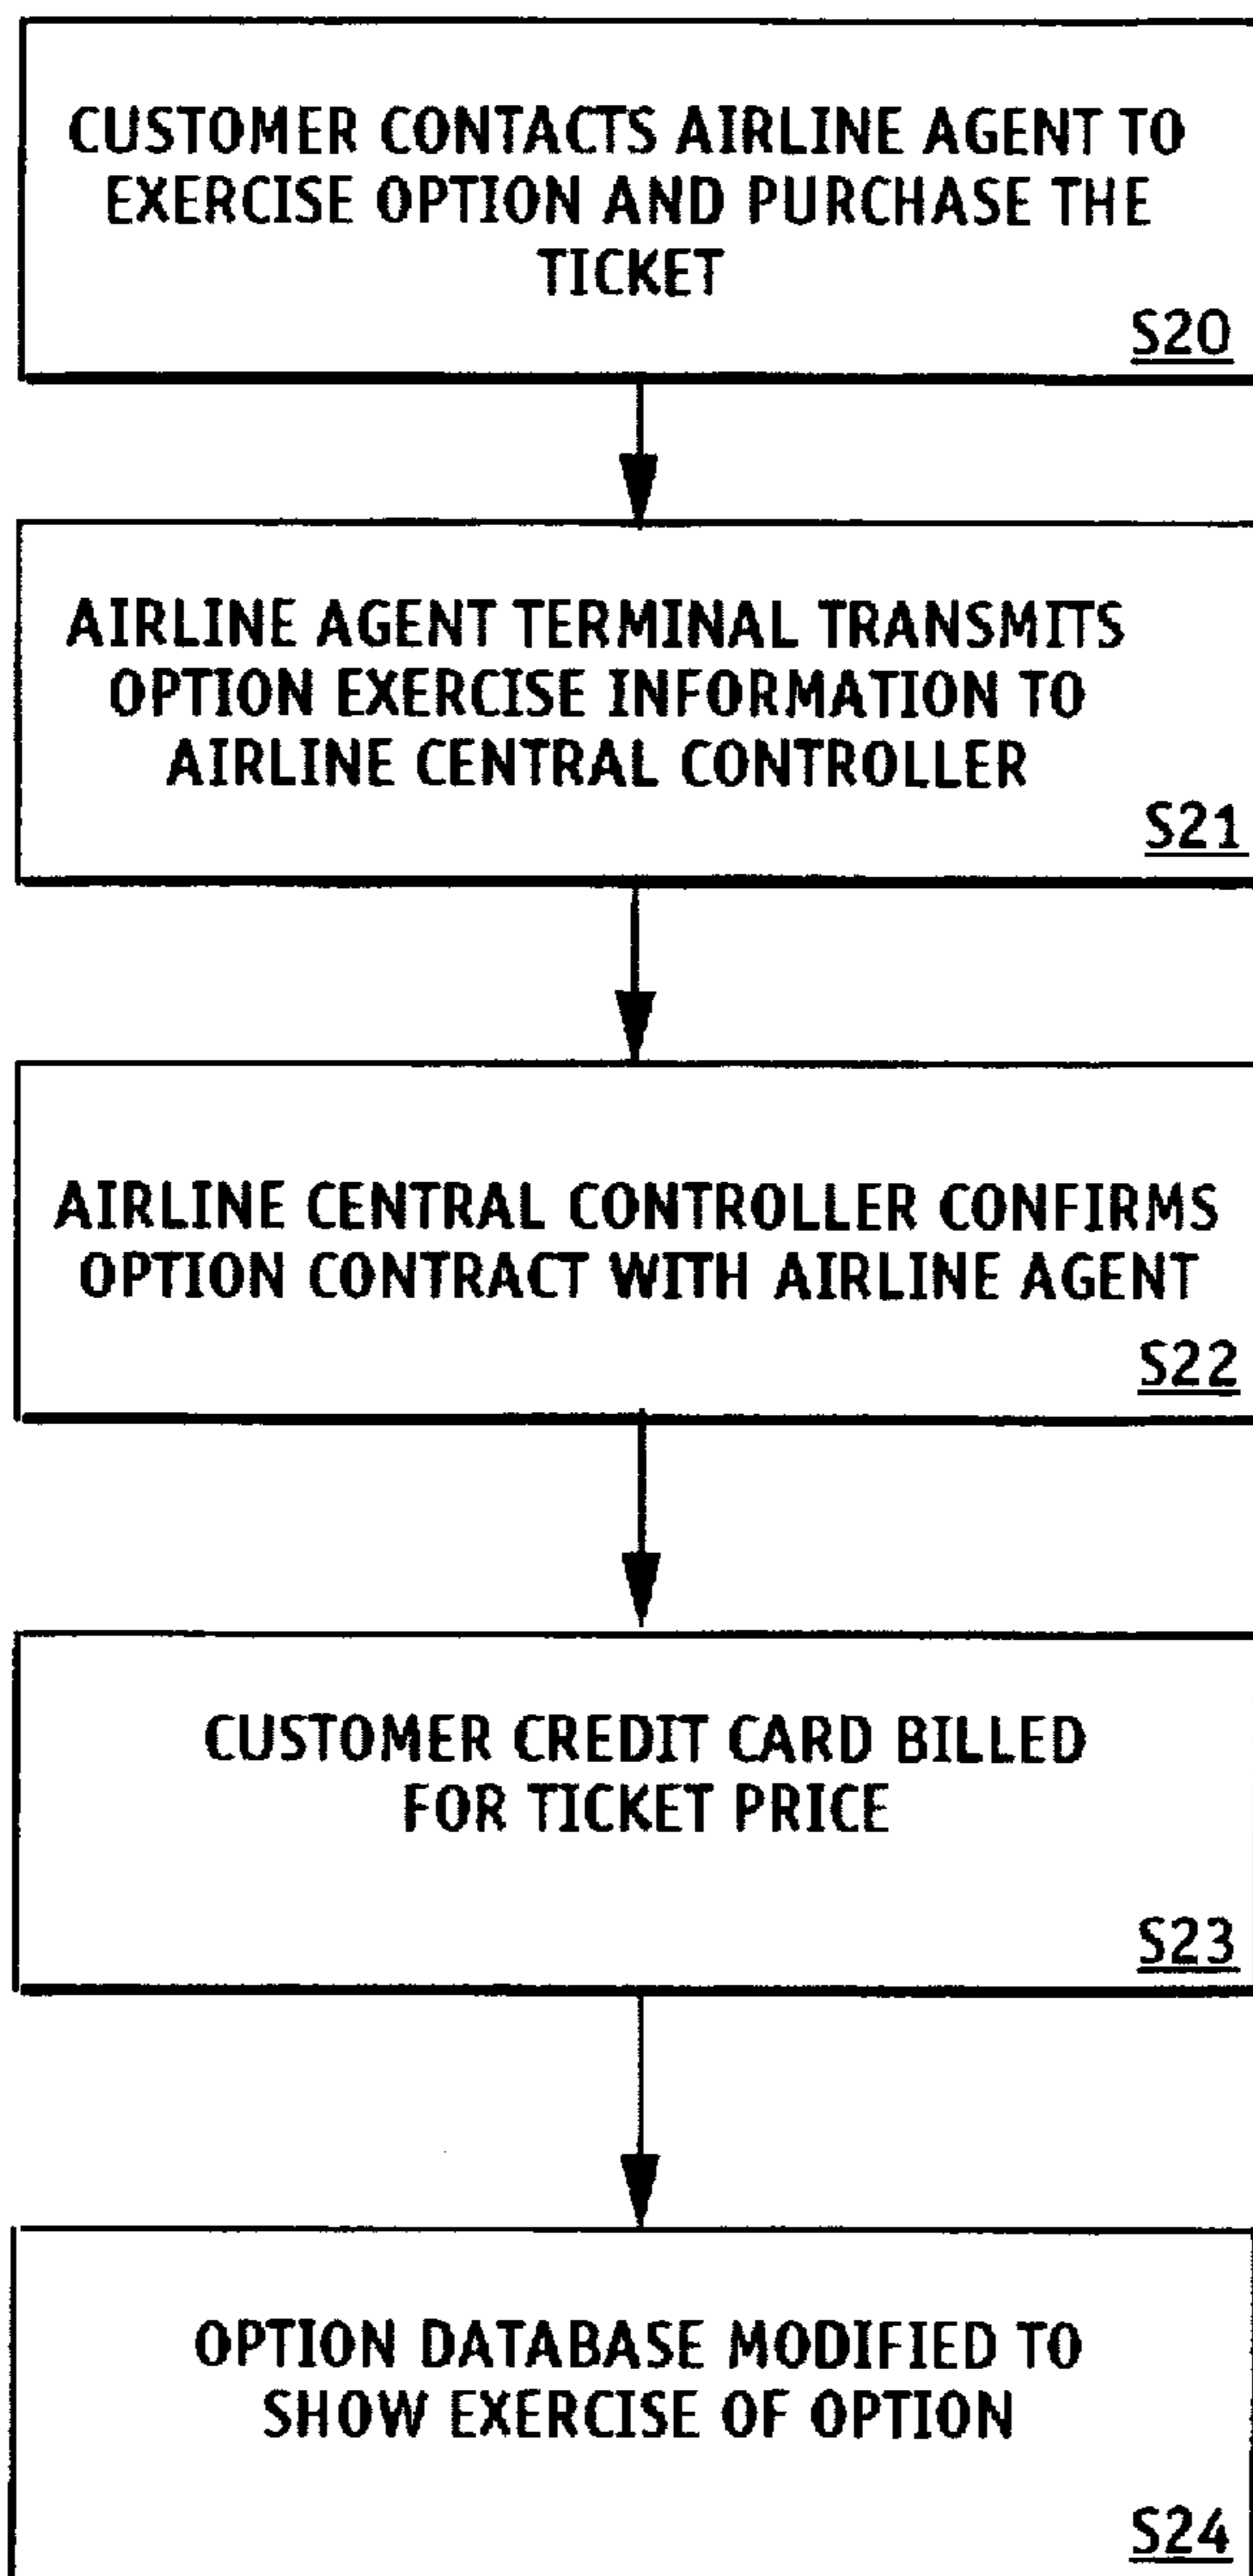 CUSTOMER CONTACTS AIRLINE AGENT TO
EXERCISE OPTION AND PURCHASE THE
TICKET
S20
AIRLINE AGENT TERMINAL TRANSMITS
OPTION EXERCISE INFORMATION TO
AIRLINE CENTRAL CONTROLLER
S21
AIRLINE CENTRAL CONTROLLER CONFIRMS
OPTION CONTRACT WITH AIRLINE AGENT
S22
CUSTOMER CREDIT CARD BILLED
FOR TICKET PRICE
S23
OPTION DATABASE MODIFIED TO
SHOW EXERCISE OF OPTION
S24